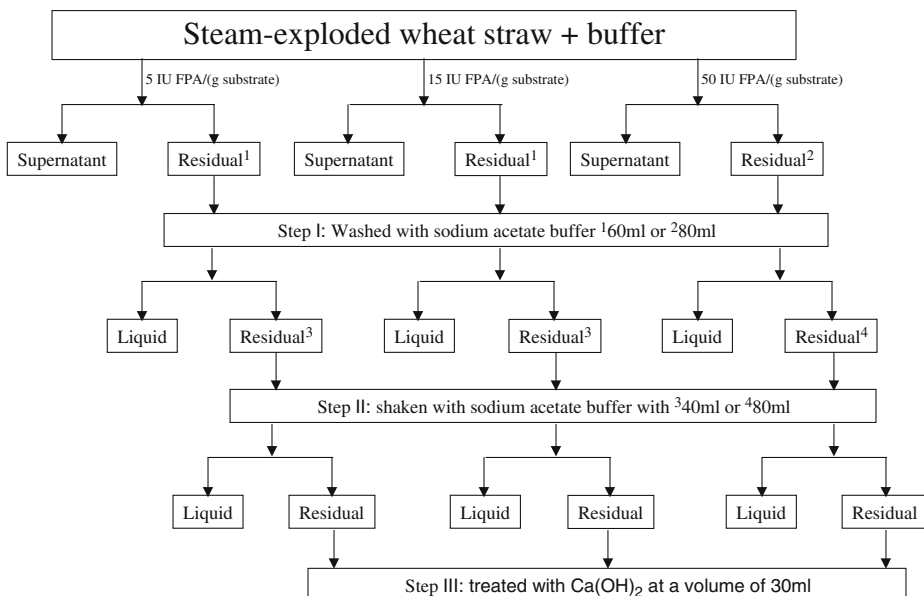 Steam-exploded wheat straw + buffer
5 IU FPA/(g substrate) 15 IU FPA/(g substrate) 50 IU FPA/(g substrate)
Supernatant Residual¹ Supernatant Residual¹ Supernatant Residual²
Step I: Washed with sodium acetate buffer ¹60ml or ²80ml
Liquid Residual³ Liquid Residual³ Liquid Residual⁴
Step II: shaken with sodium acetate buffer with ³40ml or ⁴80ml
Liquid Residual Liquid Residual Liquid Residual
Step III: treated with Ca(OH)₂ at a volume of 30ml